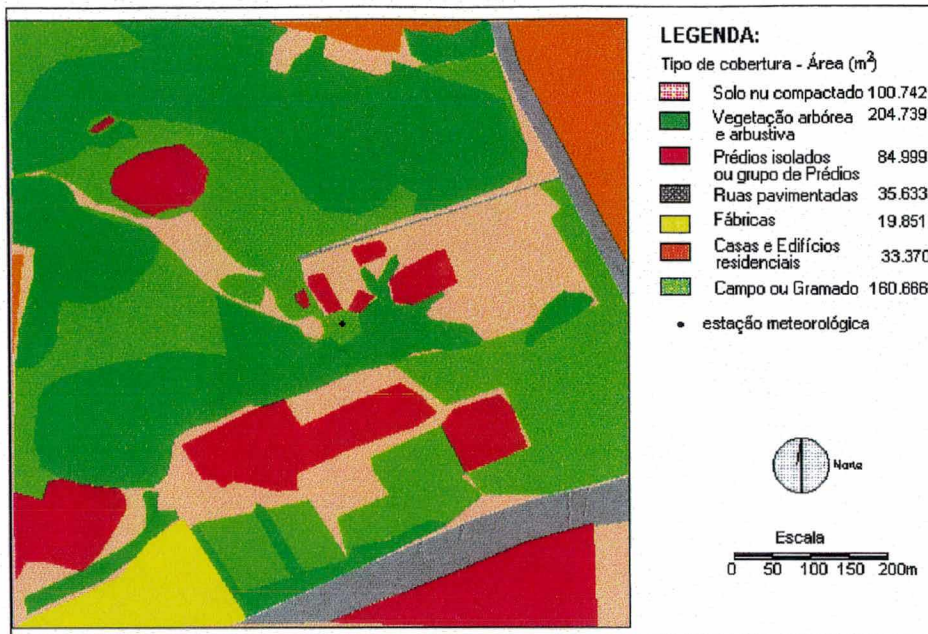 LEGENDA:
Tipo de cobertura - Área (m²)
Solo nu compactado 100.742
Vegetação arbórea 204.739
e arbustiva
Prédios isolados 84.999
ou grupo de Prédios
Ruas pavimentadas 35.633
Fábricas 19.851
Casas e Edifícios 33.370
residenciais
Campo ou Gramado 160.666
• estação meteorológica
Norte
Escala
0 50 100 150 200m